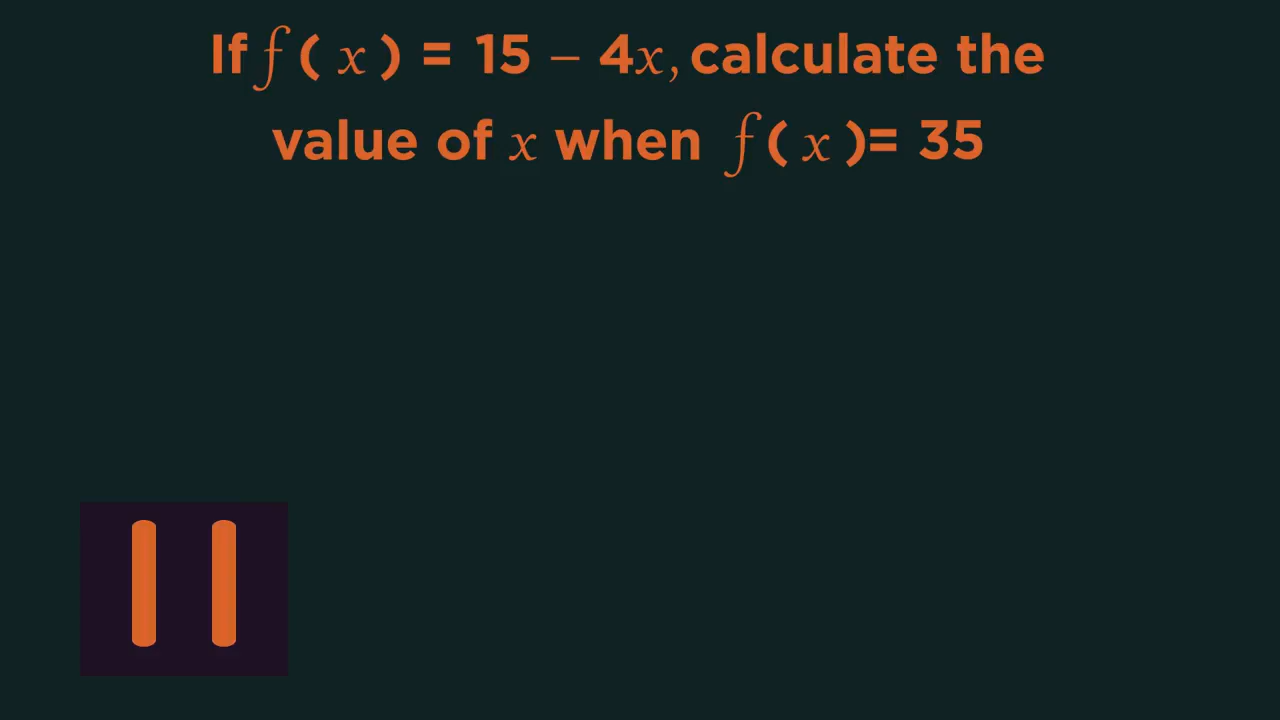 If f ( x ) = 15 – 4x, calculate the
value of x when f ( x )= 35